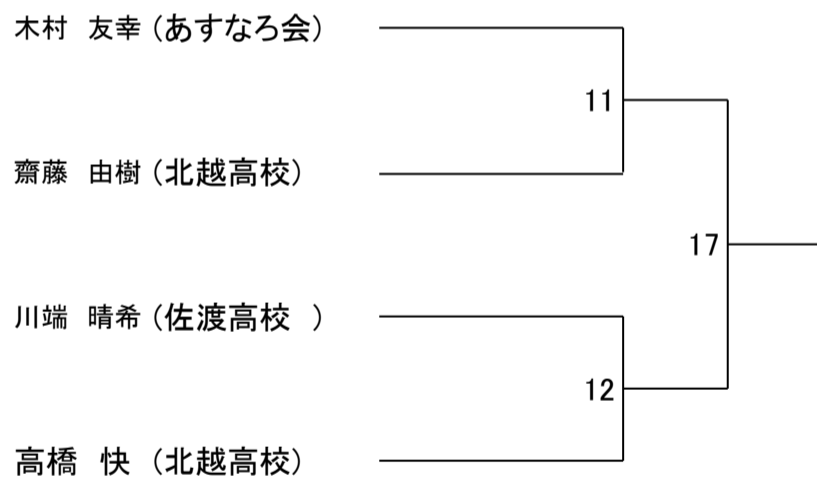 木村　友幸（あすなろ会）
11
齋藤　由樹（北越高校）
17
川端　晴希（佐渡高校　）
12
高橋　快　（北越高校）